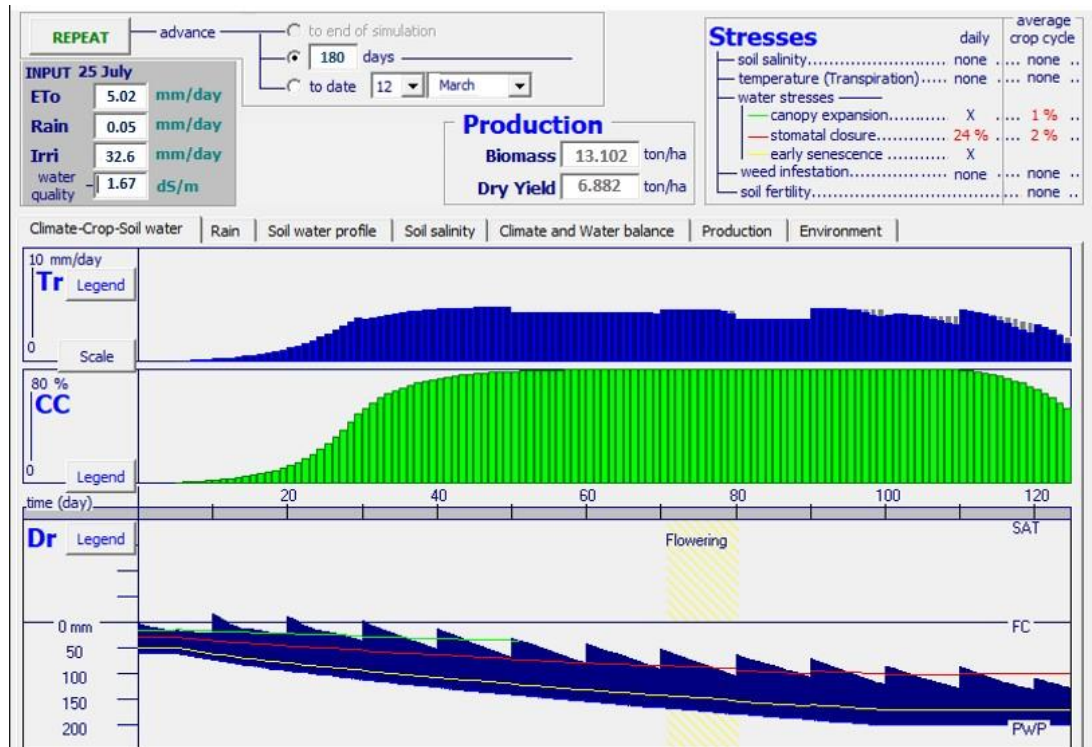 REPEAT
advance
to end of simulation
180 days
to date 12 March
INPUT 25 July
ETo 5.02 mm/day
Rain 0.05 mm/day
Irri 32.6 mm/day
water quality 1.67 dS/m
Production
Biomass 13.102 ton/ha
Dry Yield 6.882 ton/ha
Stresses daily average crop cycle
soil salinity............................ none .... none ..
temperature (Transpiration)..... none .... none ..
water stresses
canopy expansion......... X .... 1 % ..
stomatal closure........... 24 % .... 2 % ..
early senescence ........... X
weed infestation..................... none .... none ..
soil fertility.................................... none ..
Climate-Crop-Soil water Rain Soil water profile Soil salinity Climate and Water balance Production Environment
10 mm/day
Tr Legend
0
Scale
80 %
CC
0
Legend
time (day) 20 40 60 80 100 120
Dr Legend
SAT
Flowering
0 mm FC
50
100
150
200 PWP